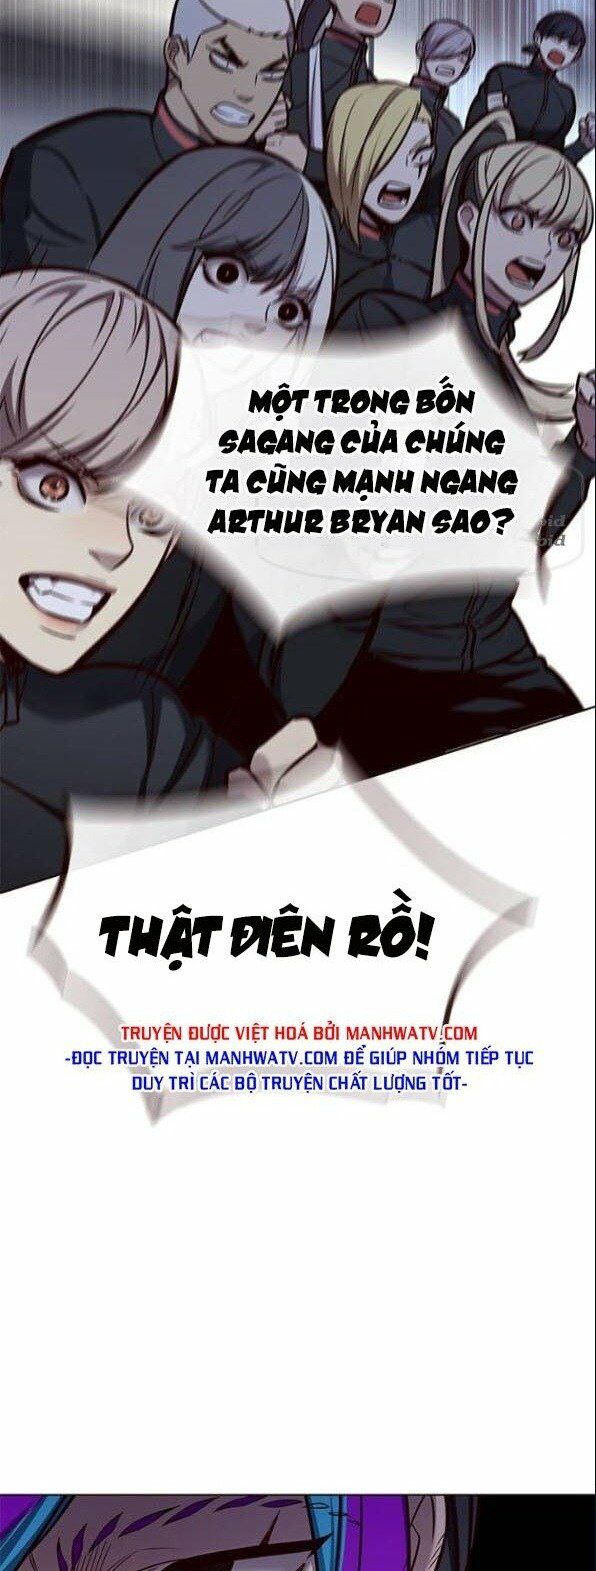 MỘT TRONG BỐN
SAGANG CỦA CHÚNG
TA CŨNG MẠNH NGANG
ARTHUR BRYAN SAO?
THẬT ĐIÊN RỒ!
TRUYỆN ĐƯỢC VIỆT HOÁ BỞI MANHWATV.COM
-ĐỌC TRUYỆN TẠI MANHWATV.COM ĐỂ GIÚP NHÓM TIẾP TỤC
DUY TRÌ CÁC BỘ TRUYỆN CHẤT LƯỢNG TỐT-